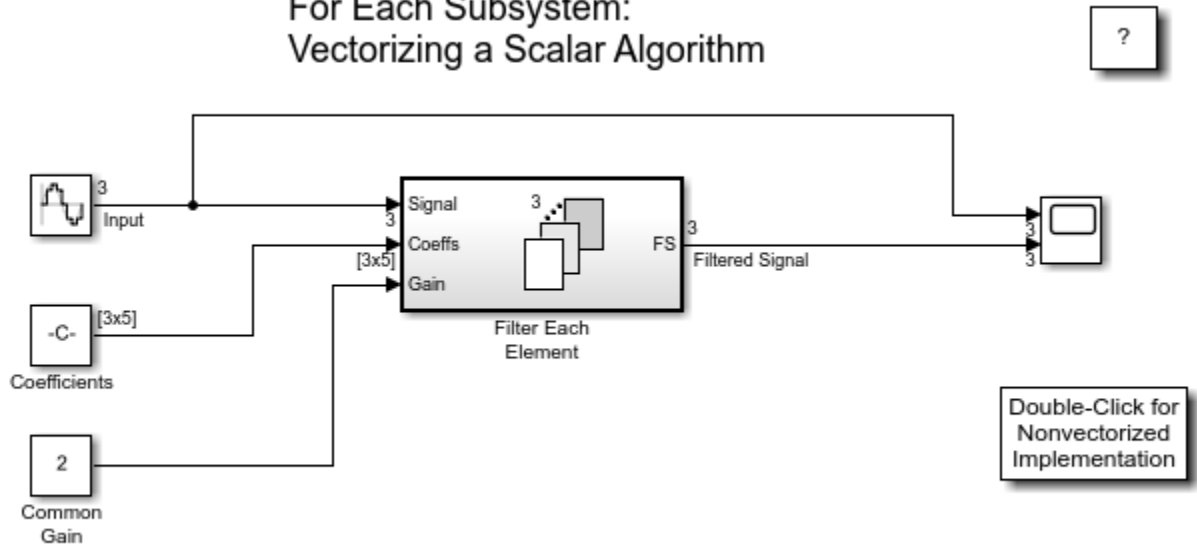 For Each Subsystem:
Vectorizing a Scalar Algorithm
?
3
Input
Signal
3
3
Coeffs
[3x5]
Gain
FS
3
Filtered Signal
3
3
Filter Each
Element
-C-
[3x5]
Coefficients
2
Common
Gain
Double-Click for
Nonvectorized
Implementation